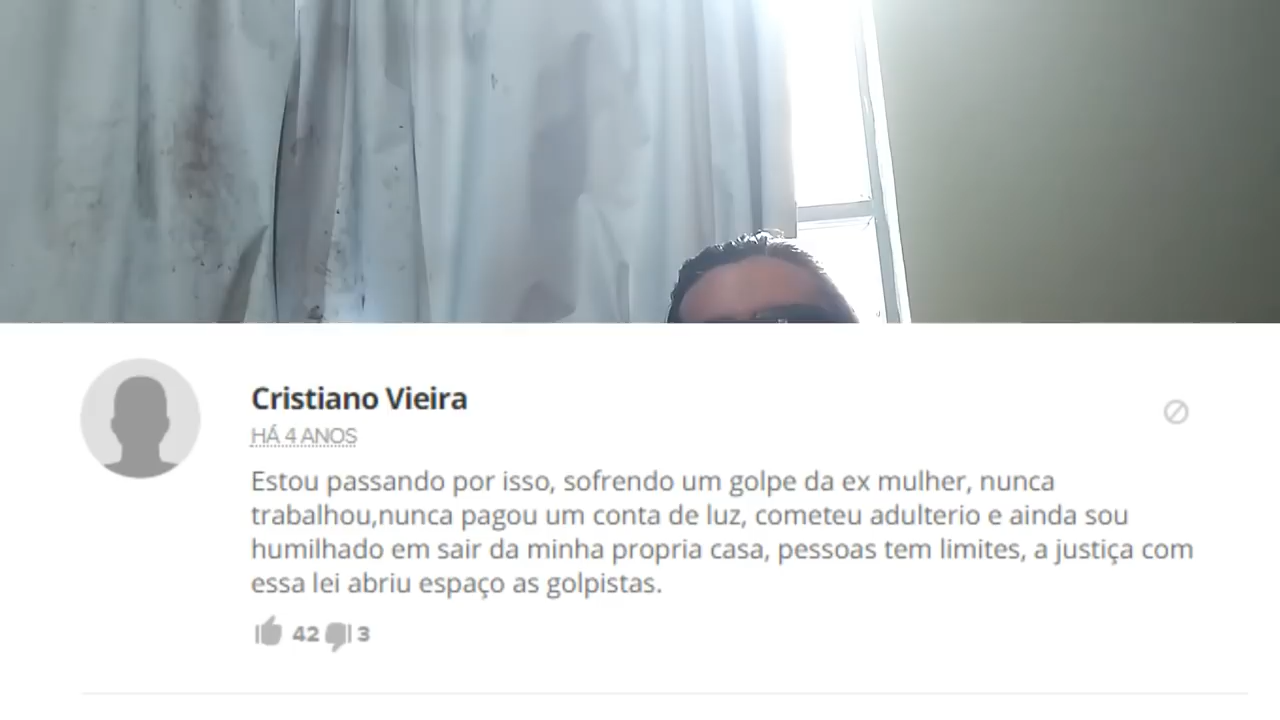 Cristiano Vieira
HÁ 4 ANOS
Estou passando por isso, sofrendo um golpe da ex mulher, nunca
trabalhou,nunca pagou um conta de luz, cometeu adulterio e ainda sou
humilhado em sair da minha propria casa, pessoas tem limites, a justiça com
essa lei abriu espaço as golpistas.
42 3